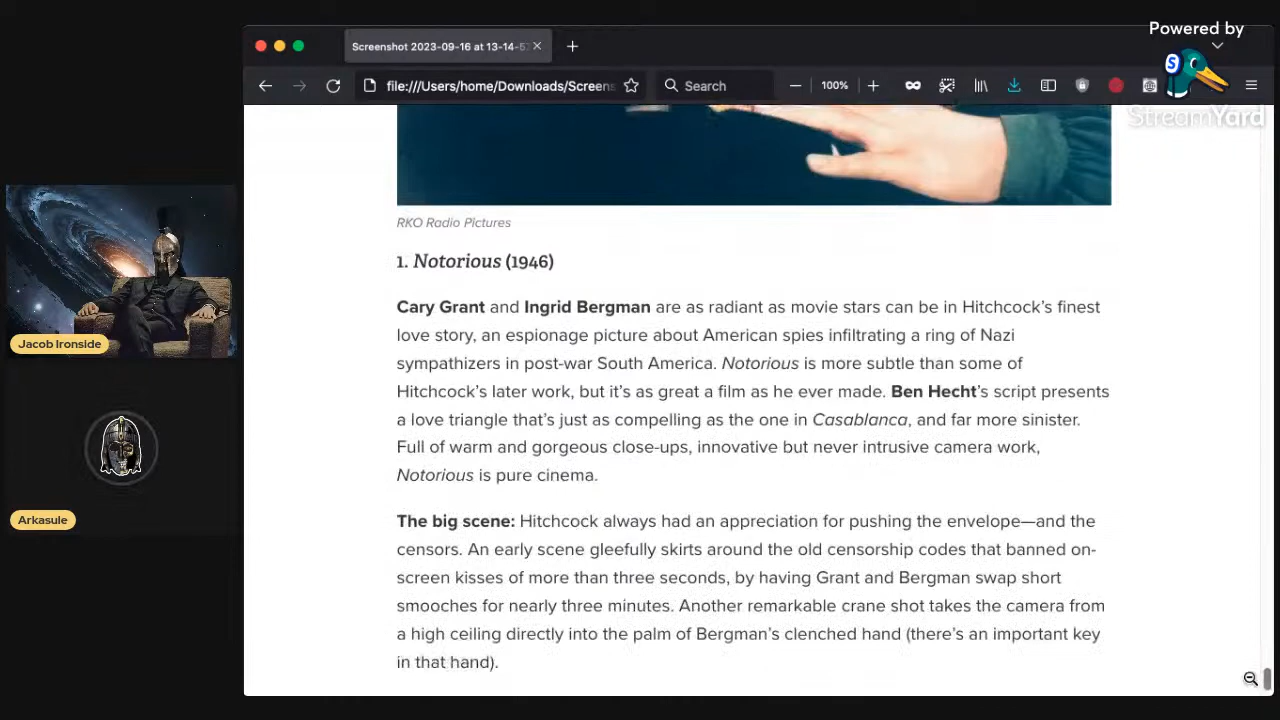 Powered by
StreamYard
Screenshot 2023-09-16 at 13-14-5
file:///Users/home/Downloads/Screens
Search
100%
Jacob Ironside
Arkasule
RKO Radio Pictures
1. Notorious (1946)
Cary Grant and Ingrid Bergman are as radiant as movie stars can be in Hitchcock’s finest
love story, an espionage picture about American spies infiltrating a ring of Nazi
sympathizers in post-war South America. Notorious is more subtle than some of
Hitchcock’s later work, but it’s as great a film as he ever made. Ben Hecht’s script presents
a love triangle that’s just as compelling as the one in Casablanca, and far more sinister.
Full of warm and gorgeous close-ups, innovative but never intrusive camera work,
Notorious is pure cinema.
The big scene: Hitchcock always had an appreciation for pushing the envelope—and the
censors. An early scene gleefully skirts around the old censorship codes that banned on-
screen kisses of more than three seconds, by having Grant and Bergman swap short
smooches for nearly three minutes. Another remarkable crane shot takes the camera from
a high ceiling directly into the palm of Bergman’s clenched hand (there’s an important key
in that hand).